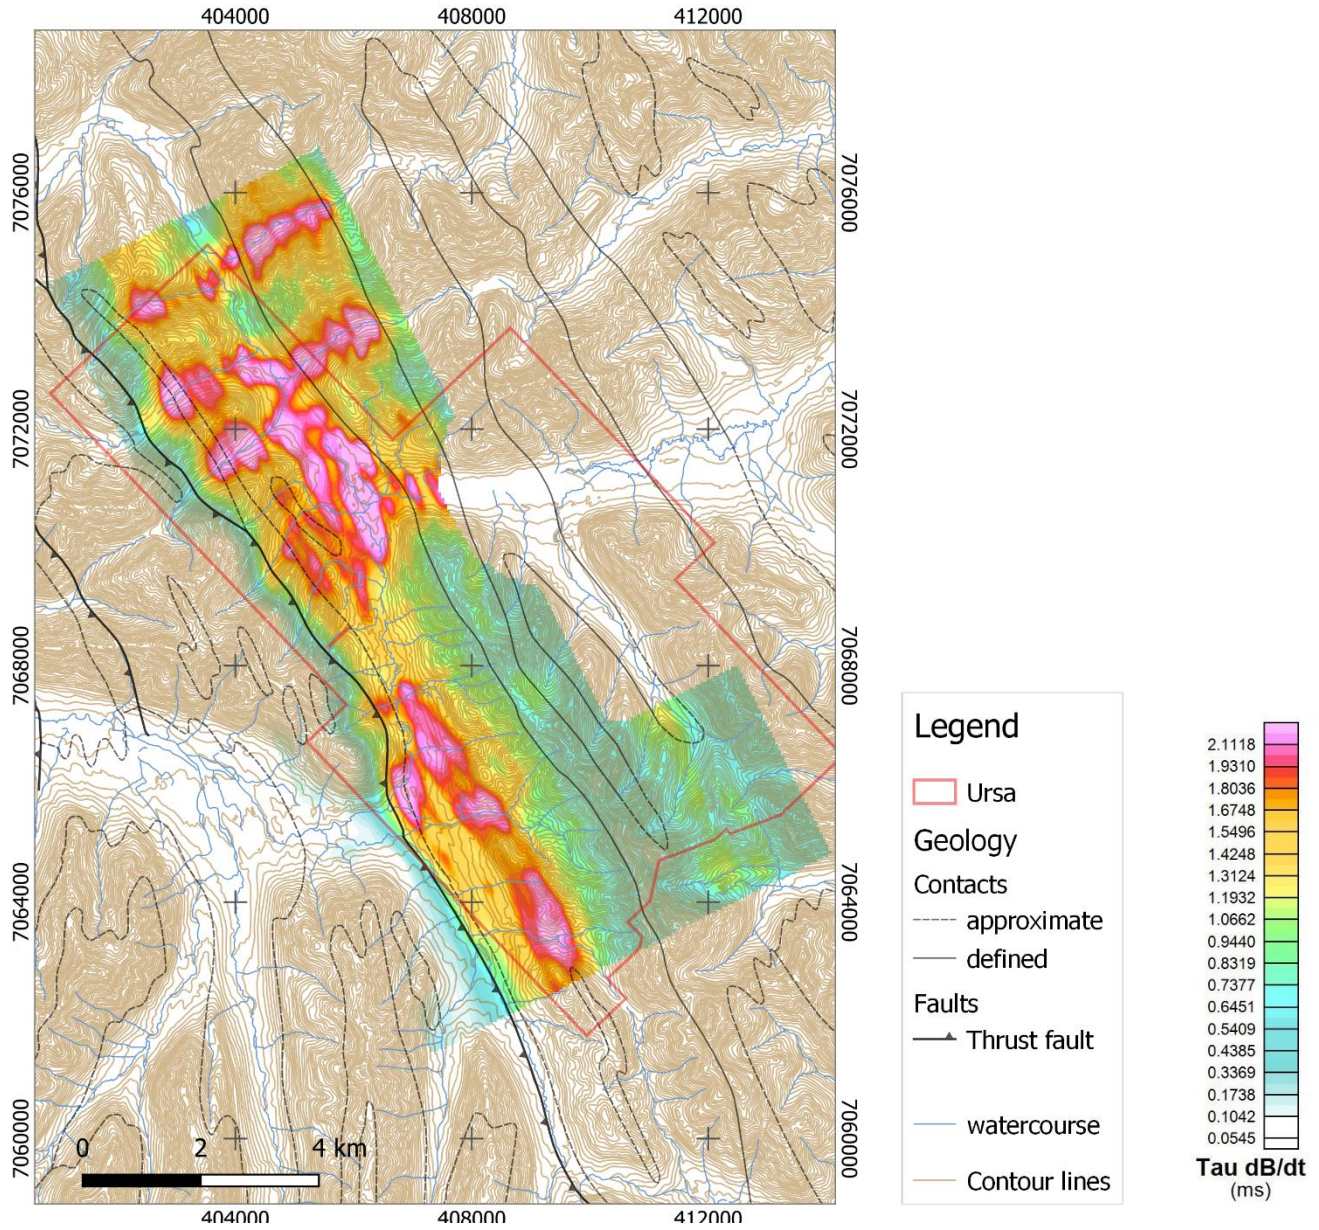 404000 408000 412000
7076000 7076000
7072000 7072000
7068000 7068000
7064000 7064000
7060000 7060000
0 2 4 km
404000 408000 412000
Legend
Ursa
Geology
Contacts
approximate
defined
Faults
Thrust fault
watercourse
Contour lines
2.1118
1.9310
1.8036
1.6748
1.5496
1.4248
1.3124
1.1932
1.0662
0.9440
0.8319
0.7377
0.6451
0.5409
0.4385
0.3369
0.1738
0.1042
0.0545
Tau dB/dt
(ms)